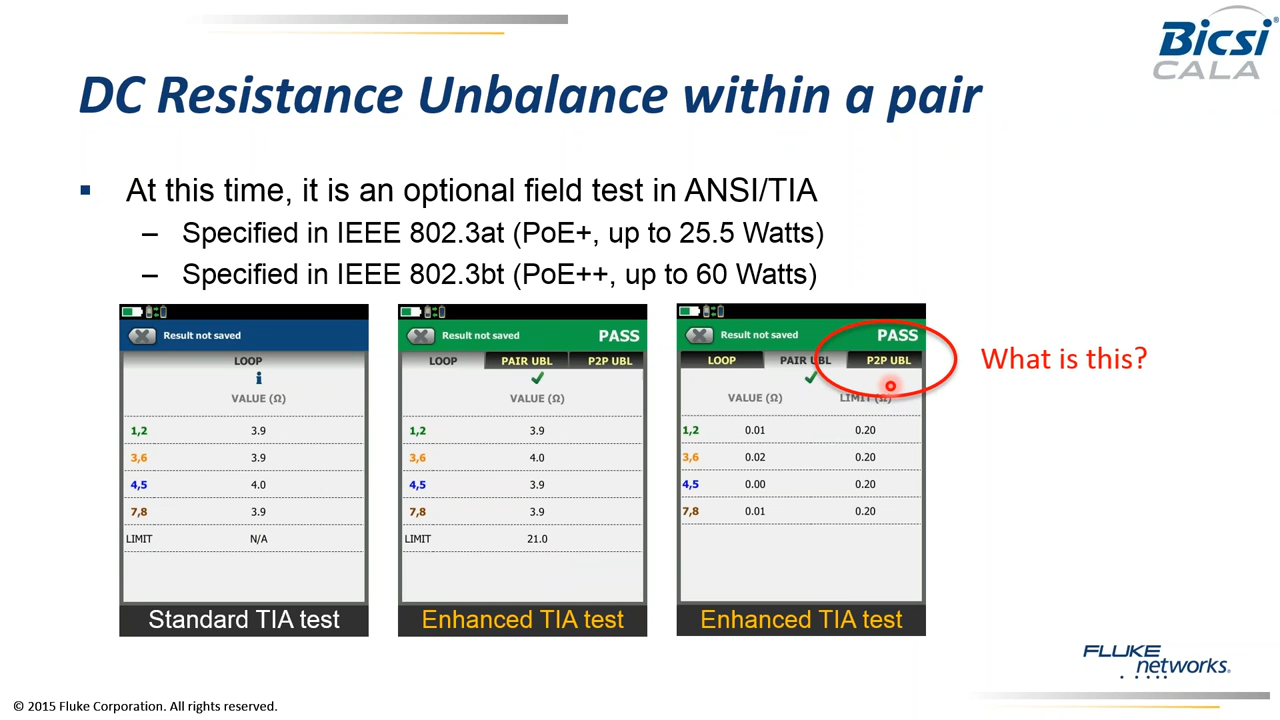 Bicsi®
CALA
DC Resistance Unbalance within a pair
▪ At this time, it is an optional field test in ANSI/TIA
– Specified in IEEE 802.3at (PoE+, up to 25.5 Watts)
– Specified in IEEE 802.3bt (PoE++, up to 60 Watts)
Result not saved
LOOP
VALUE (Ω)
1,2 3.9
3,6 3.9
4,5 4.0
7,8 3.9
LIMIT N/A
Standard TIA test
Result not saved PASS
LOOP PAIR UBL P2P UBL
VALUE (Ω)
1,2 3.9
3,6 4.0
4,5 3.9
7,8 3.9
LIMIT 21.0
Enhanced TIA test
Result not saved PASS
LOOP PAIR UBL P2P UBL
VALUE (Ω) LIMIT (Ω)
1,2 0.01 0.20
3,6 0.02 0.20
4,5 0.00 0.20
7,8 0.01 0.20
Enhanced TIA test
What is this?
FLUKE
networks®
© 2015 Fluke Corporation. All rights reserved.